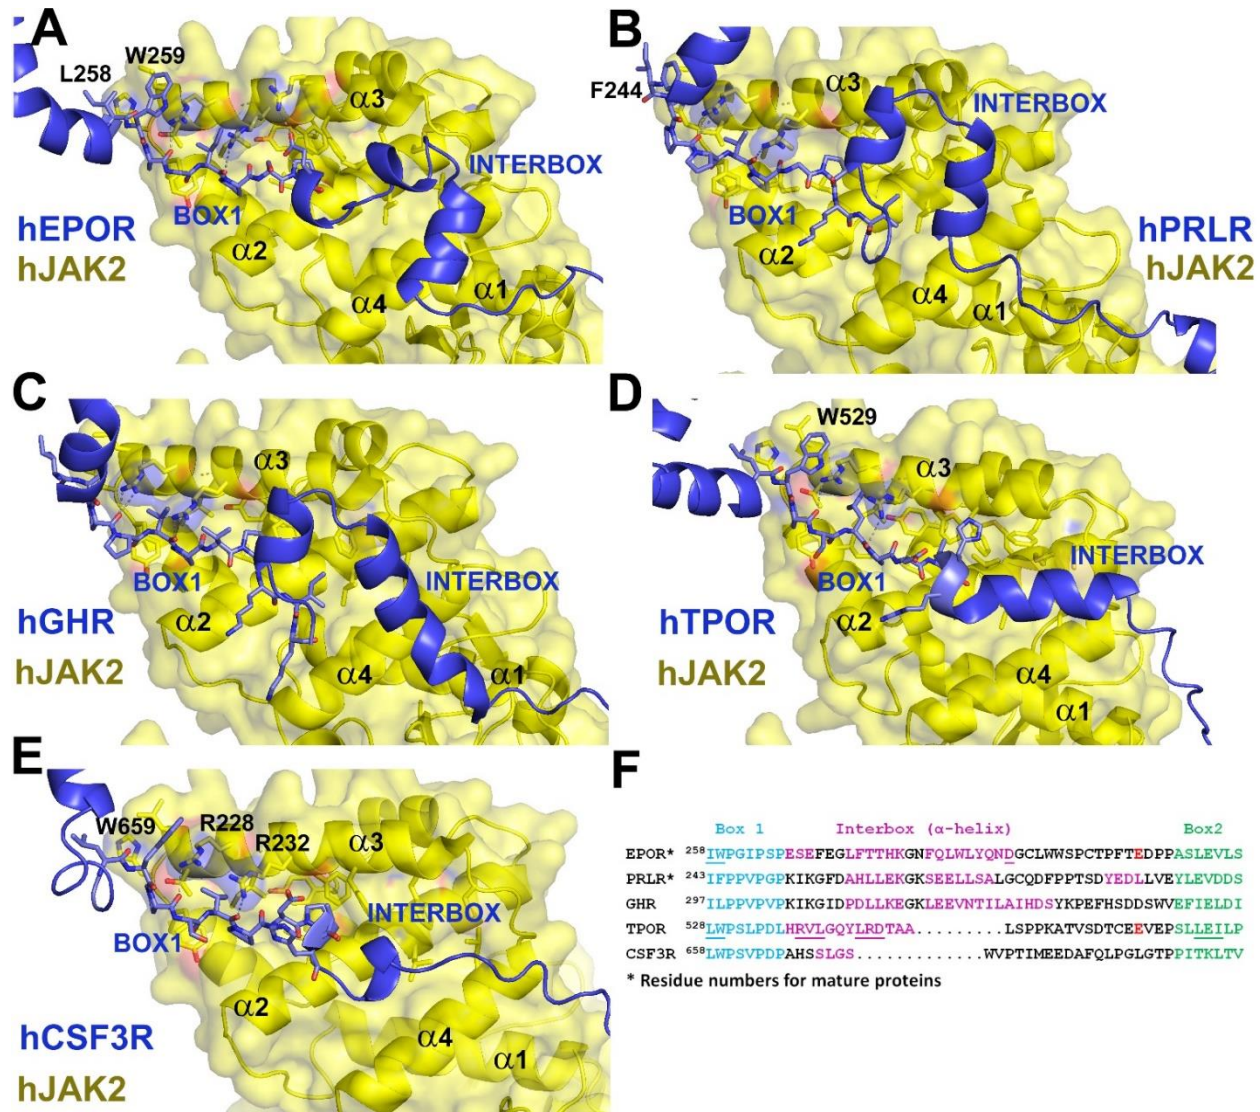 A
W259
L258
α3
INTERBOX
BOX1
hEPOR
hJAK2
α2
α4
α1
B
F244
α3
INTERBOX
BOX1
hPRLR
hJAK2
α2
α4
α1
C
α3
BOX1
INTERBOX
hGHR
hJAK2
α2
α4
α1
D
W529
α3
INTERBOX
BOX1
hTPOR
hJAK2
α2
α4
α1
E
W659
R228
R232
α3
INTERBOX
BOX1
hCSF3R
hJAK2
α2
α4
α1
F
Box 1 Interbox (α-helix) Box2
EPOR* 258IWPGIPSPESEFEGLFTTHKGNFQLWLYQNDGCLWWSPCTPFTEDPPASLEVLS
PRLR* 243IFPPVPGPKIKGFDAHLLEKGKSEELLSALGCQDFPPTSDYEDLLVEYLEVDDS
GHR 297ILPPVPVPKIKGIDPDLLKEGKLEEVNTILAIHDSYKPEFHSDDSWVEFIELDI
TPOR 528LWPSLPDLHRVLGQYLRDTAA.........LSPPKATVSDTCEEVEPSLLEILP
CSF3R 658LWPSVPDPAHSSLGS.............WVPTIMEEDAFQLPGLGTPPITKLTV
* Residue numbers for mature proteins